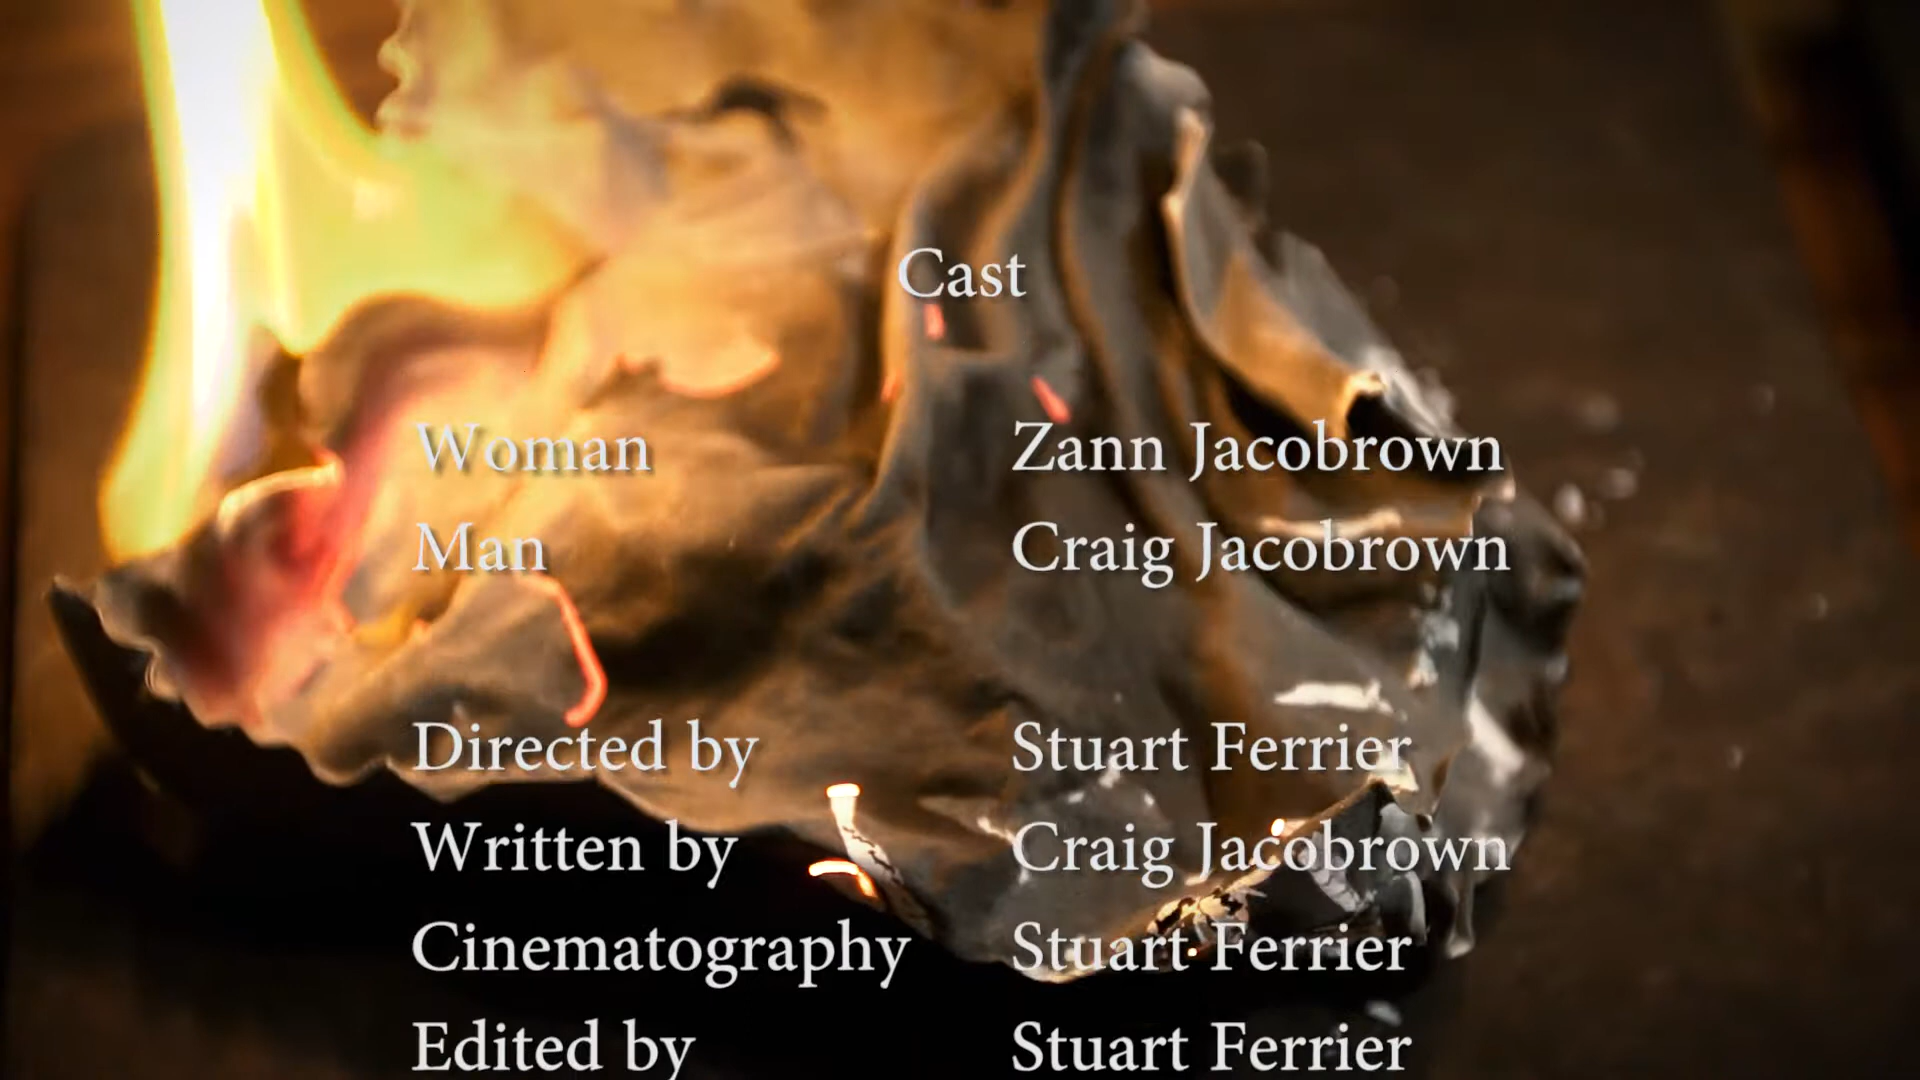 Cast
Woman Zann Jacobrown
Man Craig Jacobrown
Directed by Stuart Ferrier
Written by Craig Jacobrown
Cinematography Stuart Ferrier
Edited by Stuart Ferrier